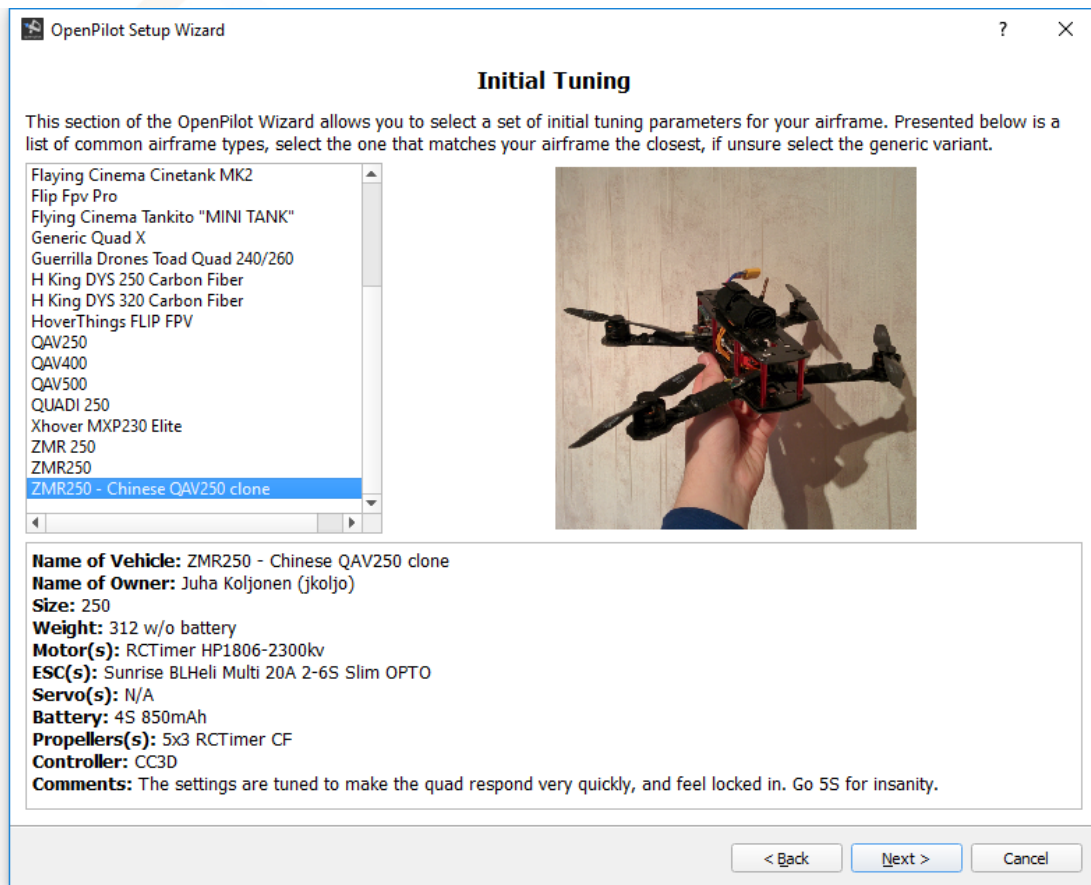 OpenPilot Setup Wizard
?
Initial Tuning
This section of the OpenPilot Wizard allows you to select a set of initial tuning parameters for your airframe. Presented below is a
list of common airframe types, select the one that matches your airframe the closest, if unsure select the generic variant.
Flaying Cinema Cinetank MK2
Flip Fpv Pro
Flying Cinema Tankito "MINI TANK"
Generic Quad X
Guerrilla Drones Toad Quad 240/260
H King DYS 250 Carbon Fiber
H King DYS 320 Carbon Fiber
HoverThings FLIP FPV
QAV250
QAV400
QAV500
QUADI 250
Xhover MXP230 Elite
ZMR 250
ZMR250
ZMR250 - Chinese QAV250 clone
Name of Vehicle: ZMR250 - Chinese QAV250 clone
Name of Owner: Juha Koljonen (jkoljo)
Size: 250
Weight: 312 w/o battery
Motor(s): RCTimer HP1806-2300kv
ESC(s): Sunrise BLHeli Multi 20A 2-6S Slim OPTO
Servo(s): N/A
Battery: 4S 850mAh
Propellers(s): 5x3 RCTimer CF
Controller: CC3D
Comments: The settings are tuned to make the quad respond very quickly, and feel locked in. Go 5S for insanity.
< Back
Next >
Cancel